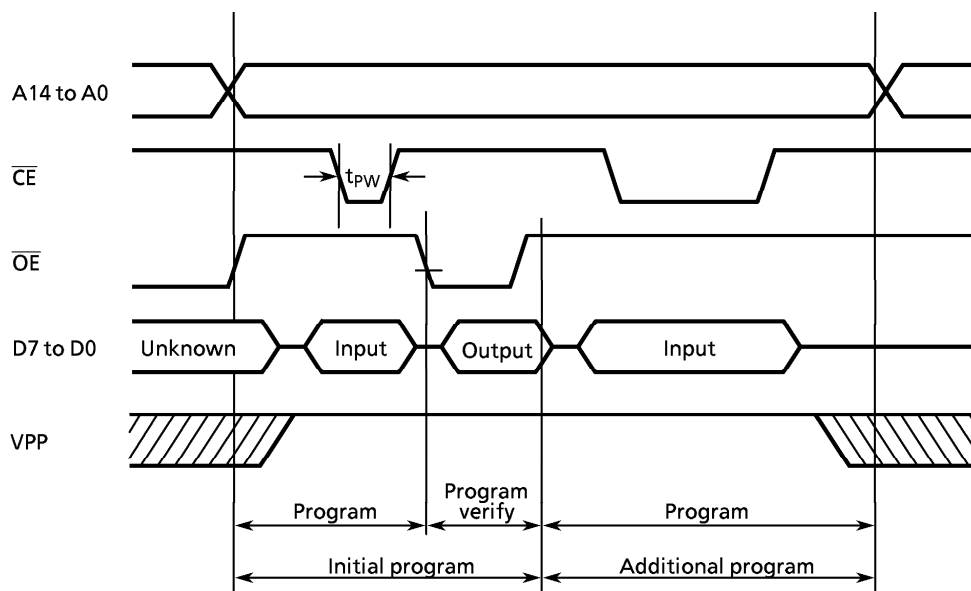 A14 to A0
CE
tPW
OE
D7 to D0
Unknown
Input
Output
Input
VPP
Program
Program
verify
Program
Initial program
Additional program